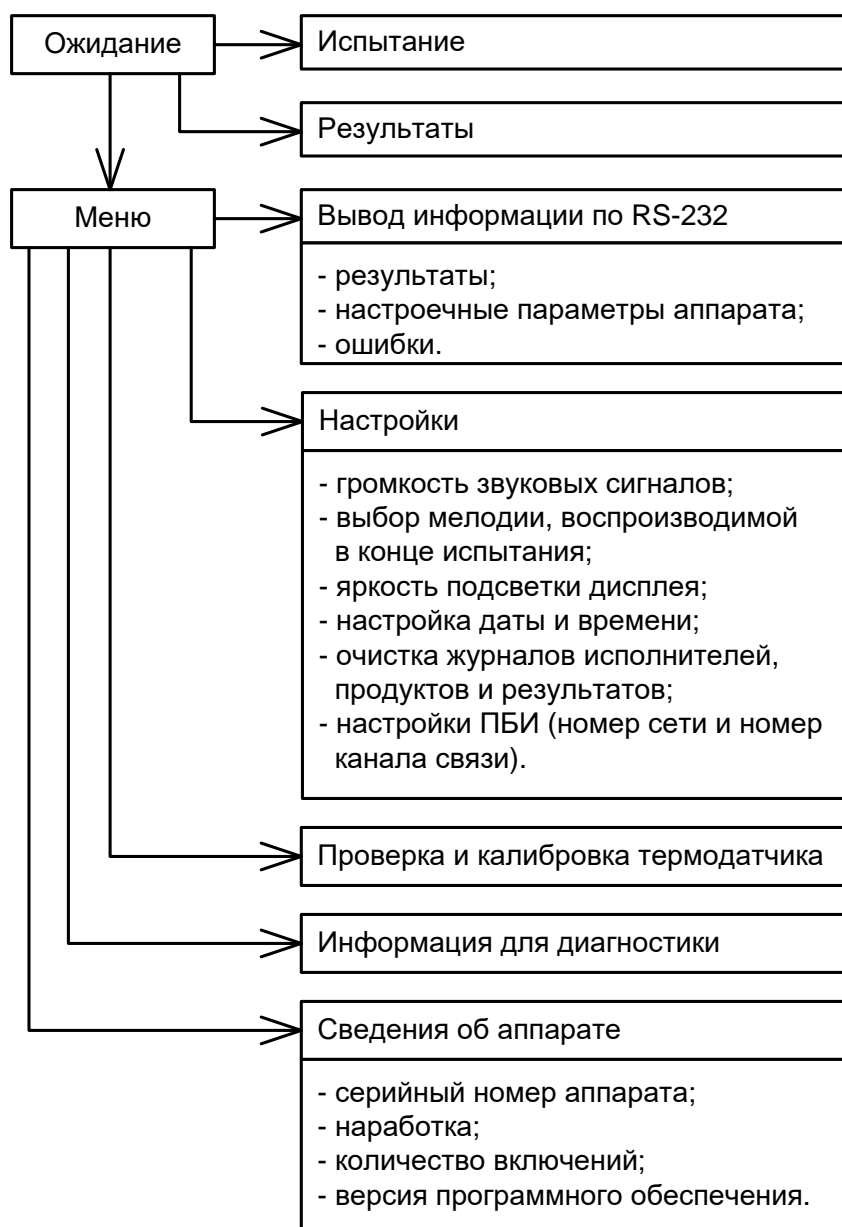 Ожидание
Испытание
Результаты
Меню
Вывод информации по RS-232
- результаты;
- настроечные параметры аппарата;
- ошибки.
Настройки
- громкость звуковых сигналов;
- выбор мелодии, воспроизводимой
в конце испытания;
- яркость подсветки дисплея;
- настройка даты и времени;
- очистка журналов исполнителей,
продуктов и результатов;
- настройки ПБИ (номер сети и номер
канала связи).
Проверка и калибровка термодатчика
Информация для диагностики
Сведения об аппарате
- серийный номер аппарата;
- наработка;
- количество включений;
- версия программного обеспечения.